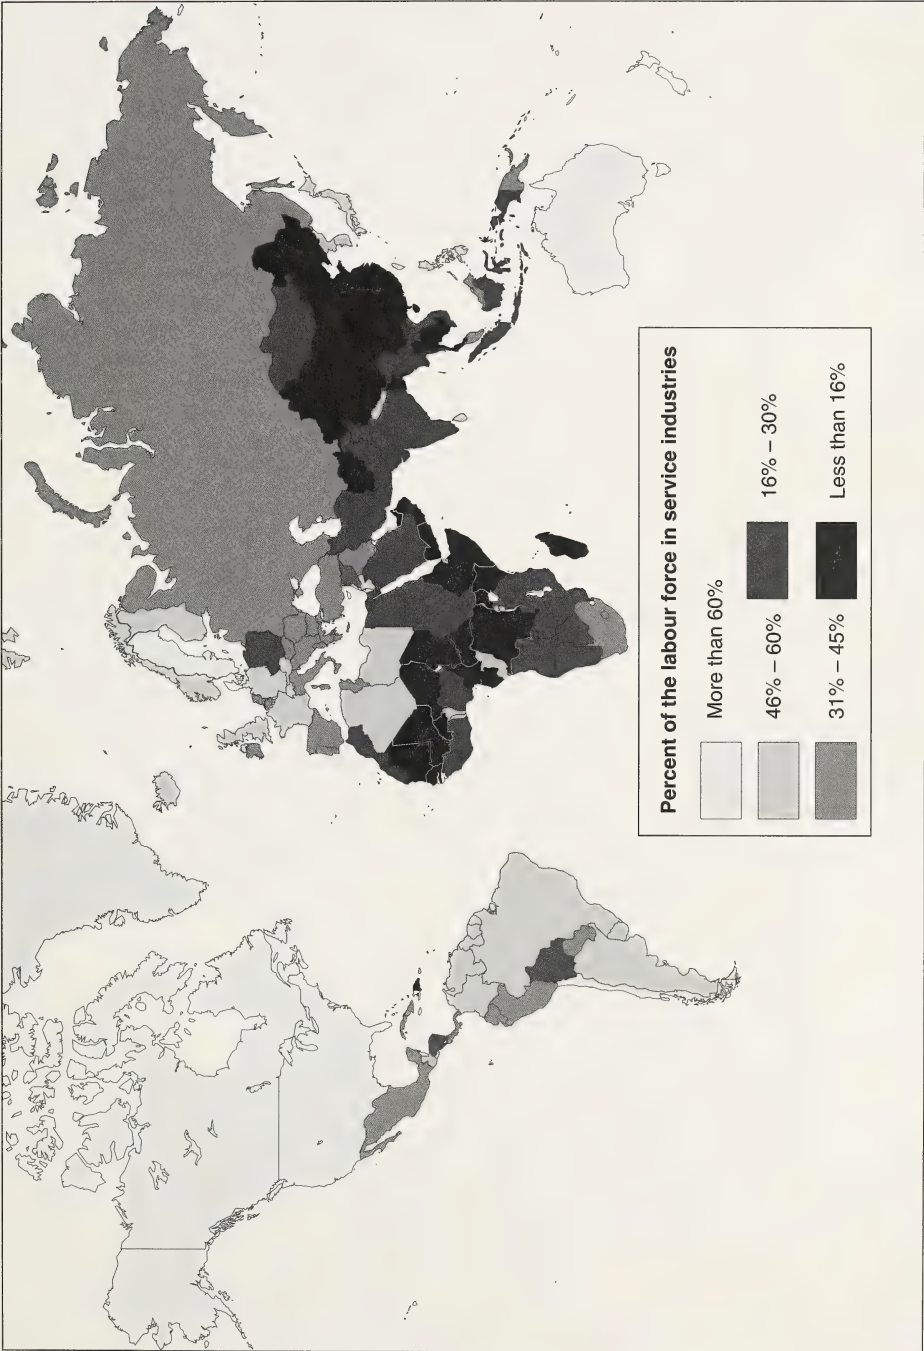 Percent of the labour force in service industries
More than 60%
46% – 60%
31% – 45%
16% – 30%
Less than 16%